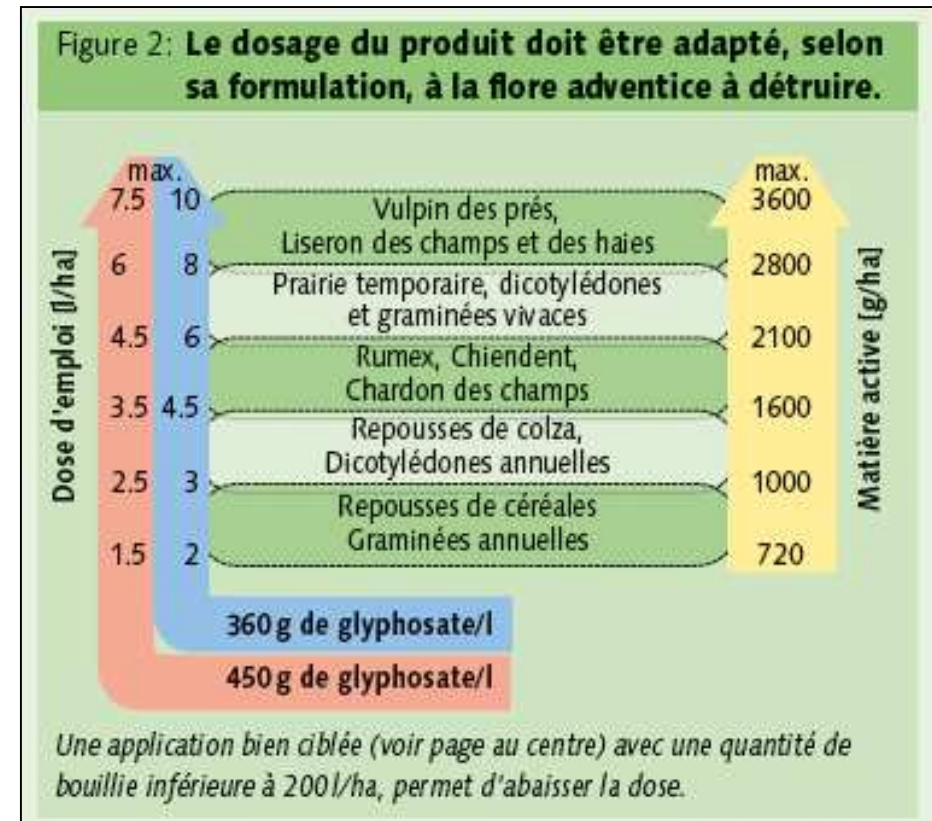 Figure 2: Le dosage du produit doit être adapté, selon
sa formulation, à la flore adventice à détruire.
max.
max.
7.5 10
3600
Vulpin des prés,
Liseron des champs et des haies
6 8
2800
Prairie temporaire, dicotylédones
et graminées vivaces
4.5 6
2100
Rumex, Chiendent,
Chardon des champs
3.5 4.5
1600
Repousses de colza,
Dicotylédones annuelles
2.5 3
1000
Repousses de céréales
Graminées annuelles
1.5 2
720
Dose d'emploi [l/ha]
Matière active [g/ha]
360 g de glyphosate/l
450 g de glyphosate/l
Une application bien ciblée (voir page au centre) avec une quantité de
bouillie inférieure à 200 l/ha, permet d'abaisser la dose.